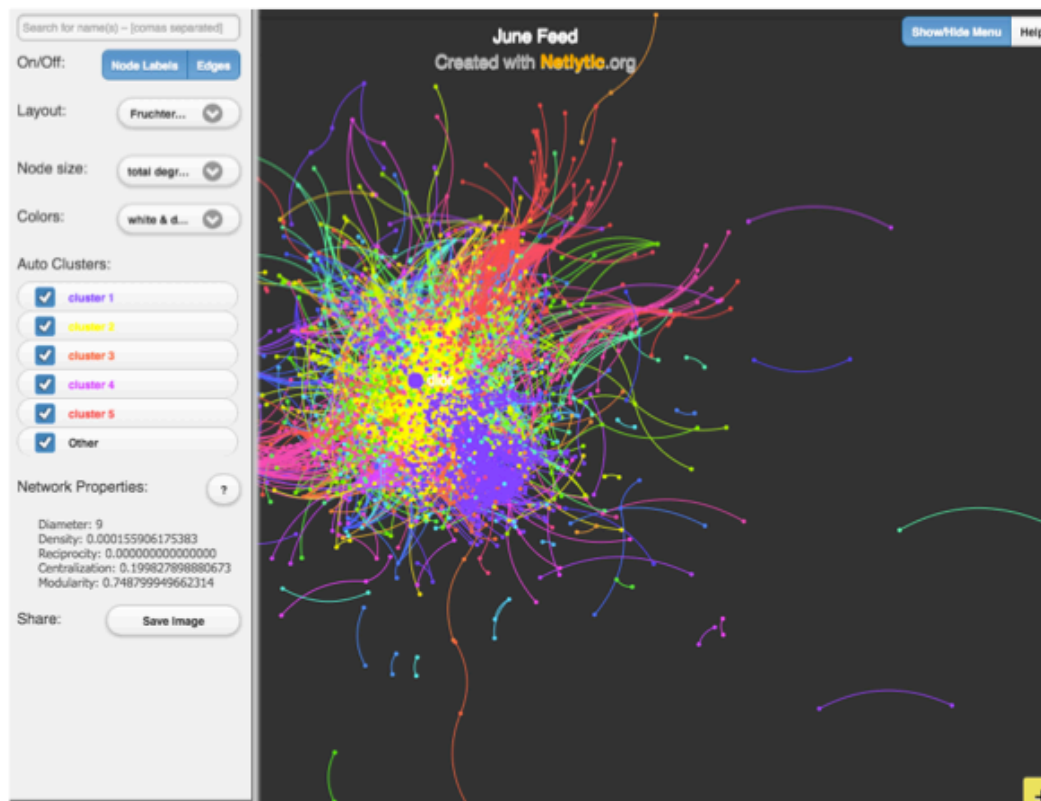 Search for name(s) – [comas separated]
On/Off:
Node Labels
Edges
Layout:
Fruchter...
Node size:
total degr...
Colors:
white & d...
Auto Clusters:
cluster 1
cluster 2
cluster 3
cluster 4
cluster 5
Other
Network Properties:
?
Diameter: 9
Density: 0.000155906175383
Reciprocity: 0.000000000000000
Centralization: 0.199827898880673
Modularity: 0.748799949662314
Share:
Save Image
June Feed
Created with Netlytic.org
Show/Hide Menu
Help
+